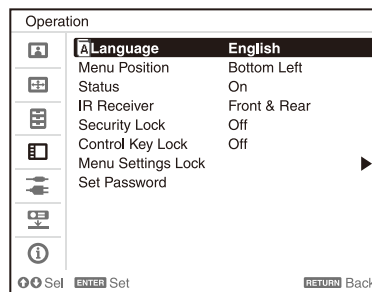 Operation
A Language English
Menu Position Bottom Left
Status On
IR Receiver Front & Rear
Security Lock Off
Control Key Lock Off
Menu Settings Lock
Set Password
Sel ENTER Set RETURN Back